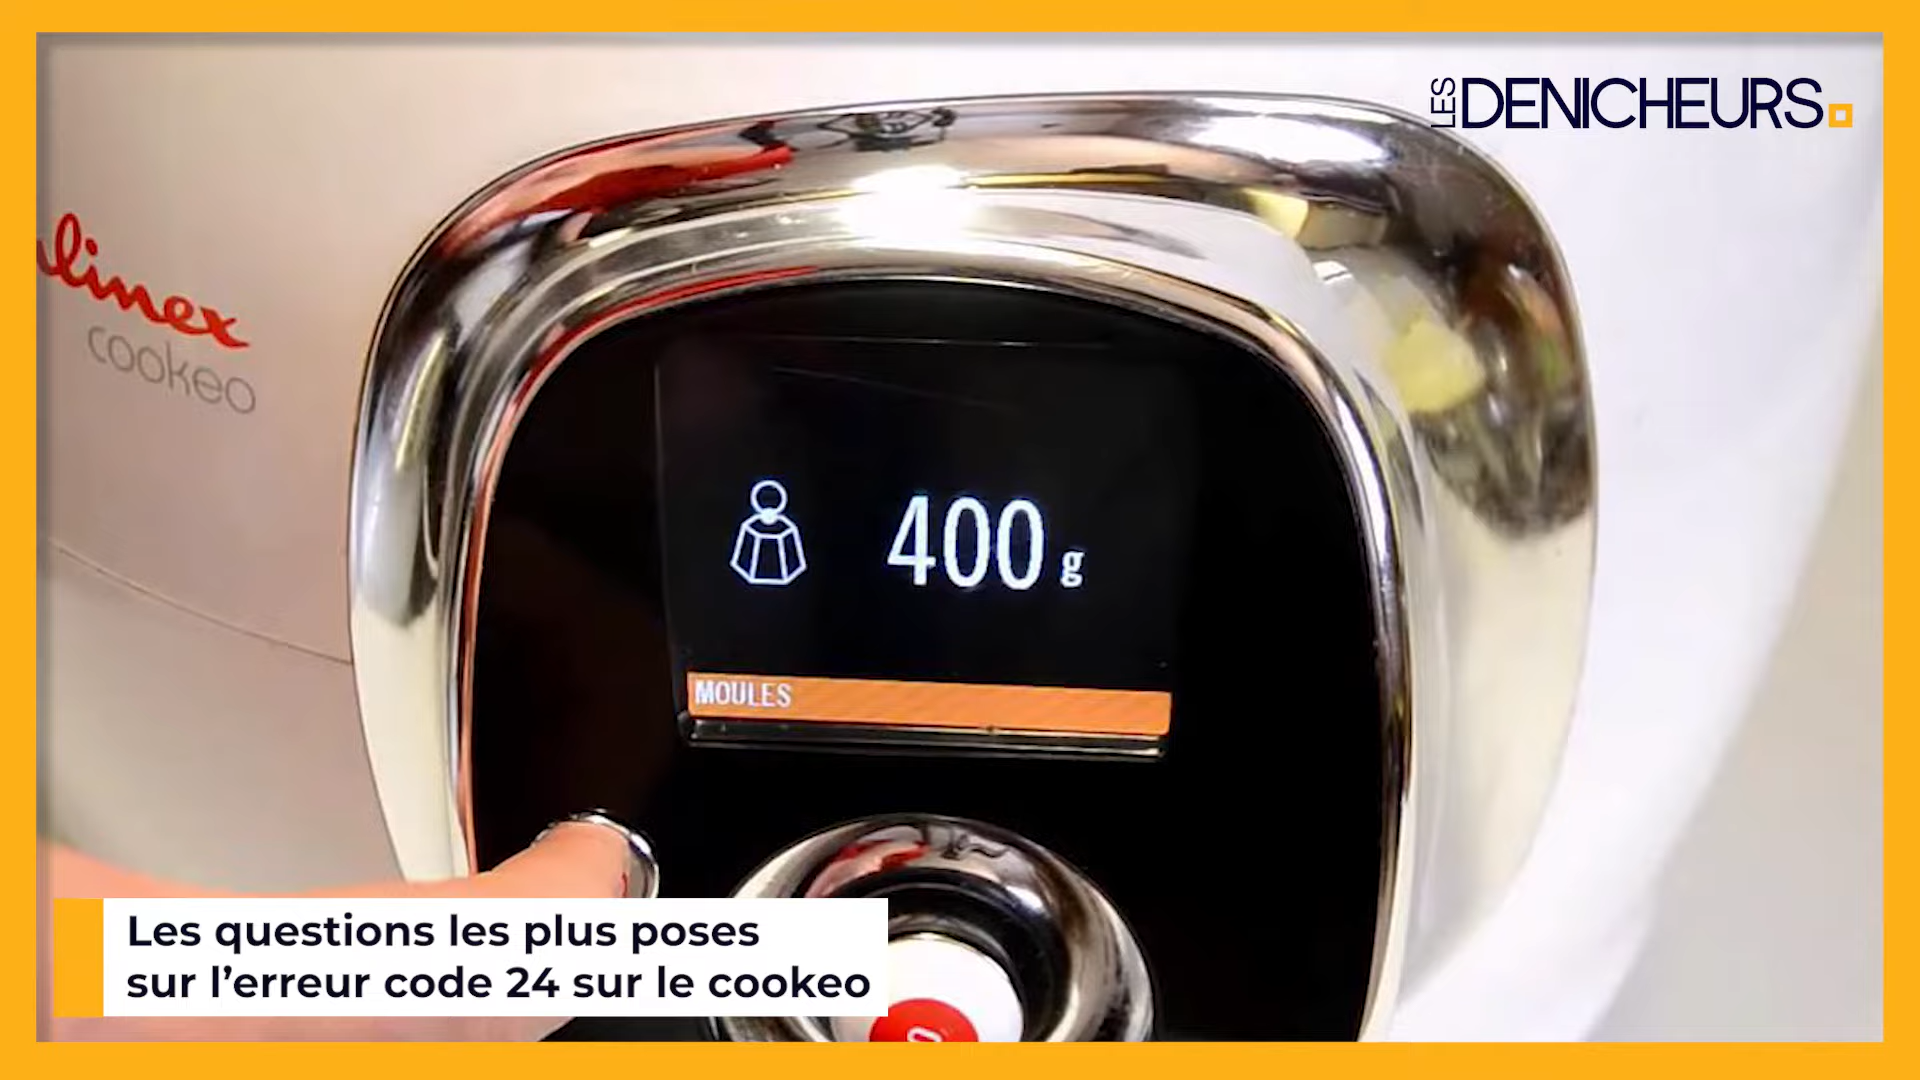 LES DENICHEURS
linex
cookeo
400 g
MOULES
Les questions les plus poses
sur l’erreur code 24 sur le cookeo